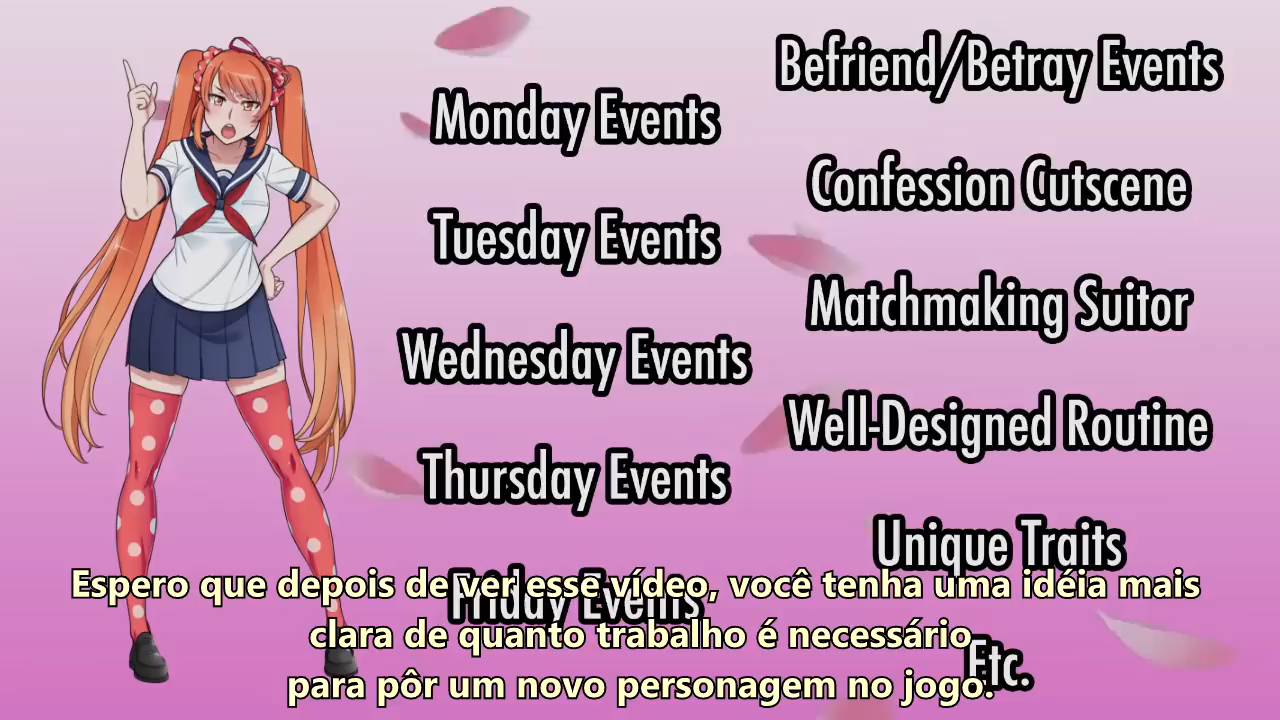 Monday Events
Tuesday Events
Wednesday Events
Thursday Events
Friday Events
Befriend/Betray Events
Confession Cutscene
Matchmaking Suitor
Well-Designed Routine
Unique Traits
Etc.
Espero que depois de ver esse vídeo, você tenha uma idéia mais
clara de quanto trabalho é necessário
para pôr um novo personagem no jogo.